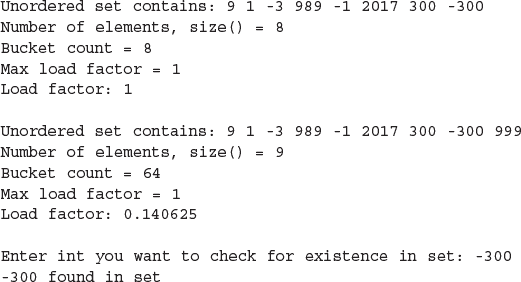 Unordered set contains: 9 1 -3 989 -1 2017 300 -300
Number of elements, size() = 8
Bucket count = 8
Max load factor = 1
Load factor: 1
Unordered set contains: 9 1 -3 989 -1 2017 300 -300 999
Number of elements, size() = 9
Bucket count = 64
Max load factor = 1
Load factor: 0.140625
Enter int you want to check for existence in set: -300
-300 found in set